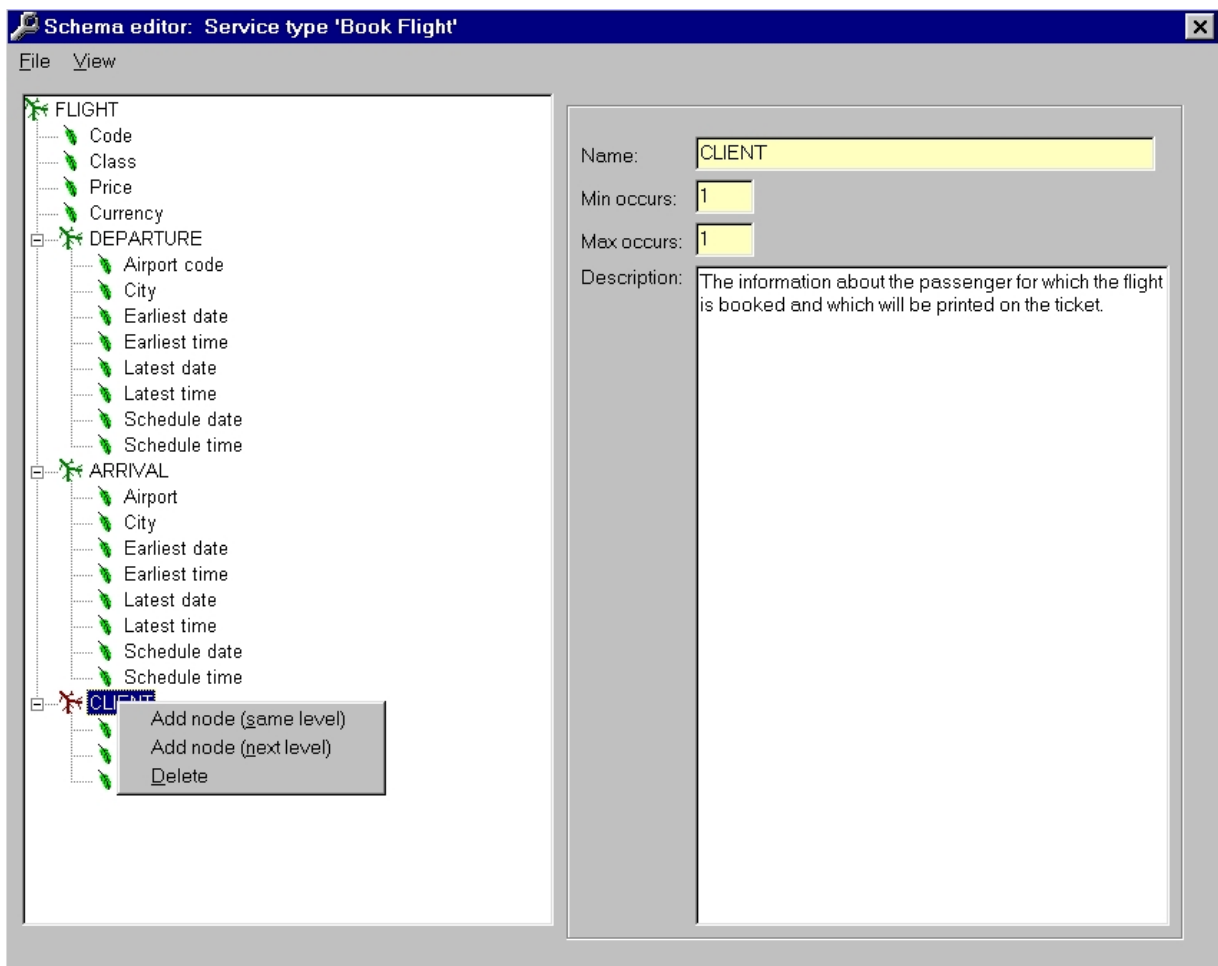 Schema editor: Service type 'Book Flight'
File View
FLIGHT
Code
Class
Price
Currency
DEPARTURE
Airport code
City
Earliest date
Earliest time
Latest date
Latest time
Schedule date
Schedule time
ARRIVAL
Airport
City
Earliest date
Earliest time
Latest date
Latest time
Schedule date
Schedule time
CLIENT
Add node (same level)
Add node (next level)
Delete
Name: CLIENT
Min occurs: 1
Max occurs: 1
Description: The information about the passenger for which the flight
is booked and which will be printed on the ticket.